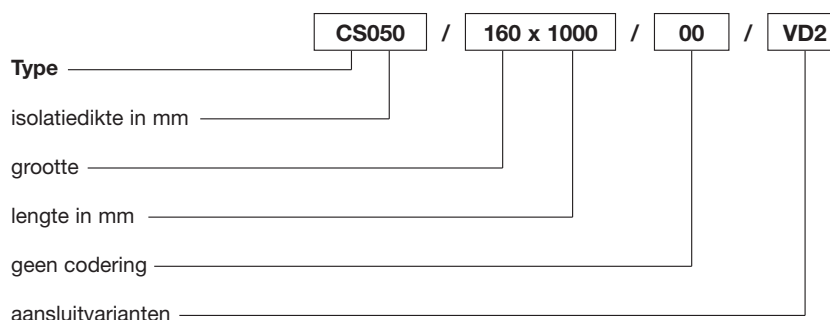 CS050 / 160 x 1000 / 00 / VD2
Type
isolatiedikte in mm
grootte
lengte in mm
geen codering
aansluitvarianten